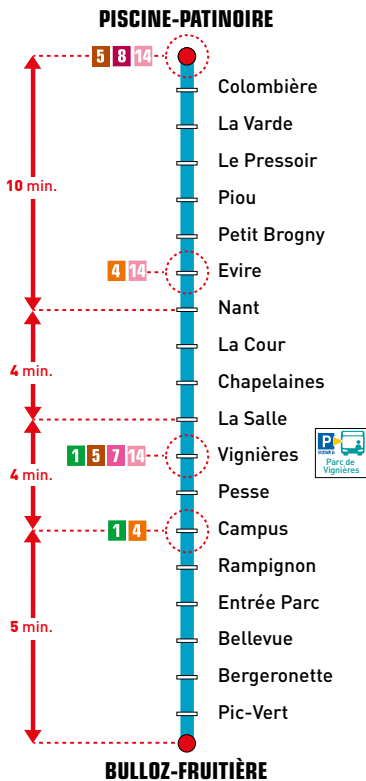 PISCINE-PATINOIRE
5 8 14
Colombière
La Varde
Le Pressoir
10 min.
Piou
Petit Brogny
4 14
Evire
Nant
La Cour
4 min.
Chapelaines
La Salle
1 5 7 14
Vignières
P
Parc de
Vignières
4 min.
Pesse
1 4
Campus
Rampignon
Entrée Parc
5 min.
Bellevue
Bergeronette
Pic-Vert
BULLOZ-FRUITIÈRE